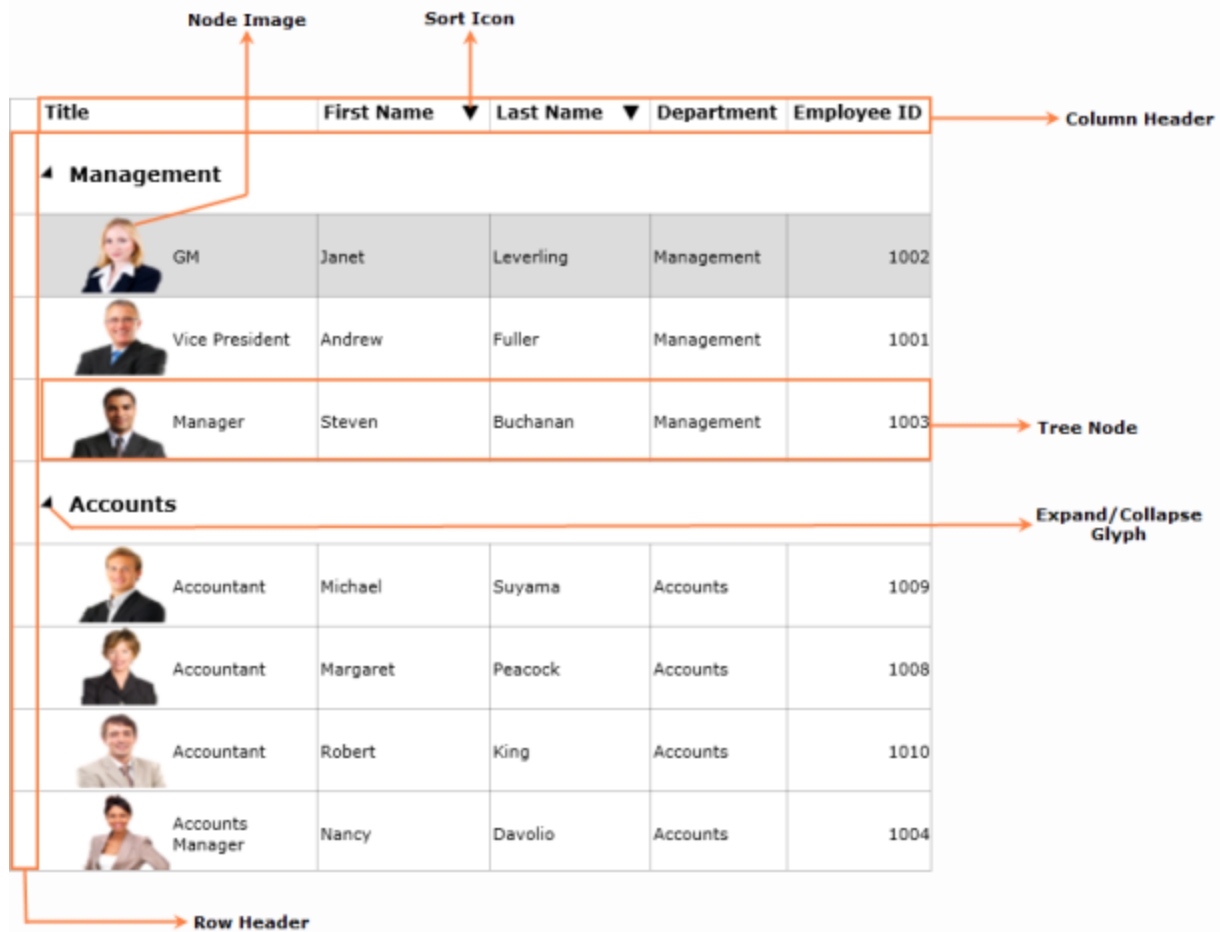 Node Image Sort Icon
Title First Name Last Name Department Employee ID
Column Header
Management
GM Janet Leverling Management 1002
Vice President Andrew Fuller Management 1001
Manager Steven Buchanan Management 1003
Tree Node
Accounts
Expand/Collapse
Glyph
Accountant Michael Suyama Accounts 1009
Accountant Margaret Peacock Accounts 1008
Accountant Robert King Accounts 1010
Accounts
Manager Nancy Davolio Accounts 1004
Row Header